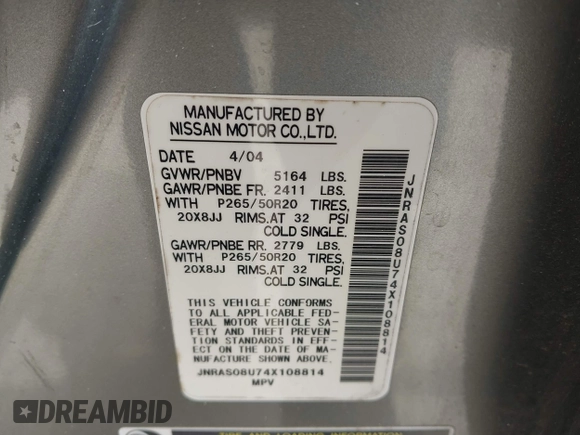 MANUFACTURED BY
NISSAN MOTOR CO.,LTD.
DATE 4/04
GVWR/PNBV 5164 LBS.
GAWR/PNBE FR. 2411 LBS.
WITH P265/50R20 TIRES,
20X8JJ RIMS.AT 32 PSI
COLD SINGLE.
GAWR/PNBE RR. 2779 LBS.
WITH P265/50R20 TIRES,
20X8JJ RIMS.AT 32 PSI
COLD SINGLE.
THIS VEHICLE CONFORMS
TO ALL APPLICABLE FED-
ERAL MOTOR VEHICLE SA-
FETY AND THEFT PREVEN-
TION STANDARDS IN EFF-
ECT ON THE DATE OF MA-
NUFACTURE SHOWN ABOVE.
JNRAS08U74X108814
MPV
JNRAS08U74X108814
TIRE AND LOADING INFORMATION
DREAMBID